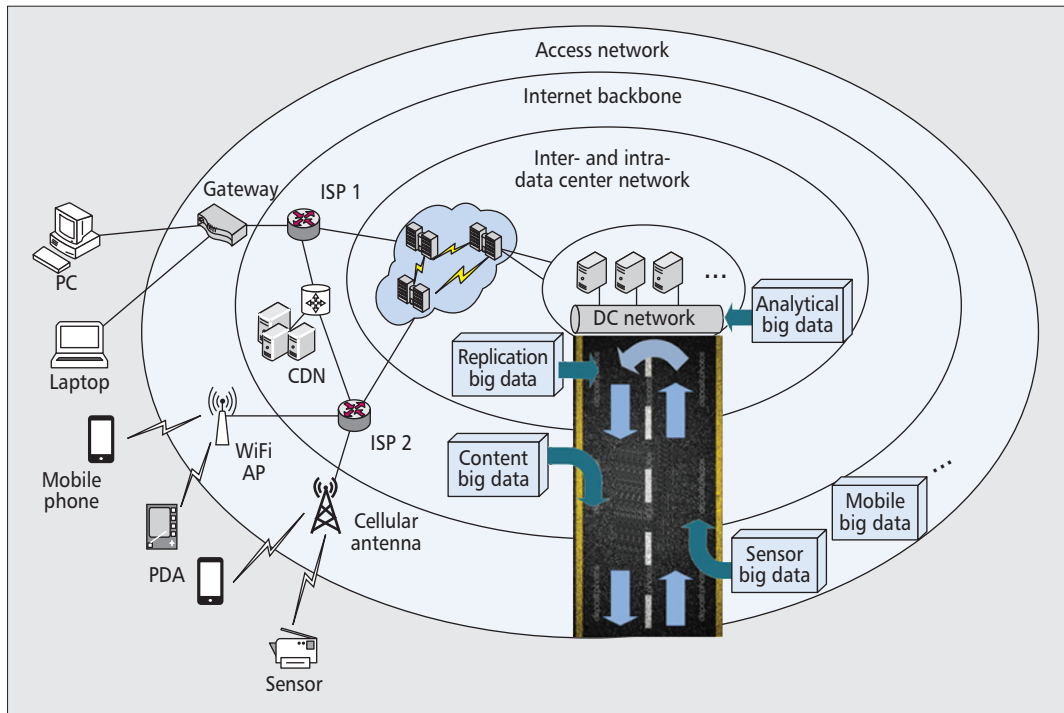 Access network
Internet backbone
Inter- and intra-
data center network
Gateway
ISP 1
PC
...
DC network
Analytical
big data
Replication
big data
Laptop
CDN
ISP 2
WiFi
AP
Content
big data
Mobile
phone
...
Mobile
big data
Cellular
antenna
PDA
Sensor
big data
Sensor